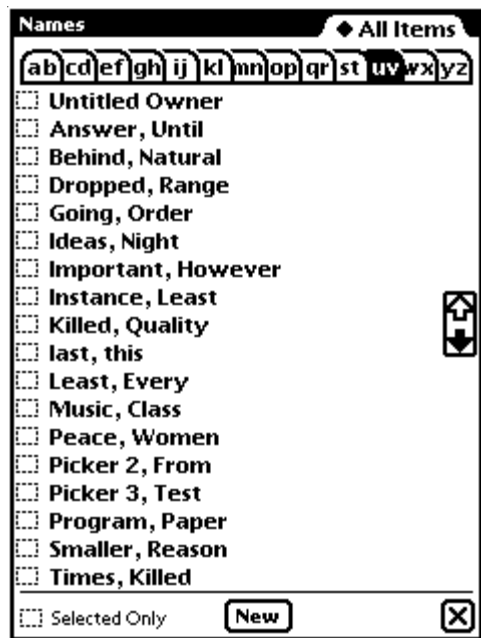 Names
◆ All Items
ab cd ef gh ij kl mn op qr st uv wx yz
Untitled Owner
Answer, Until
Behind, Natural
Dropped, Range
Going, Order
Ideas, Night
Important, However
Instance, Least
Killed, Quality
last, this
Least, Every
Music, Class
Peace, Women
Picker 2, From
Picker 3, Test
Program, Paper
Smaller, Reason
Times, Killed
Selected Only
New